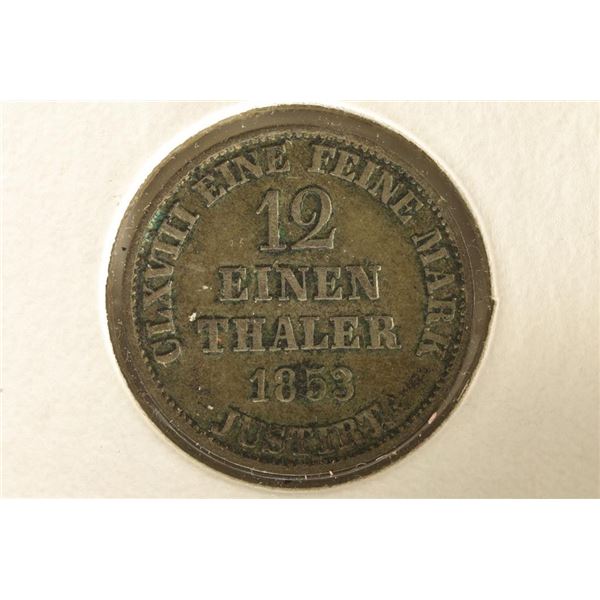 CLXVIII EINE FEINE MARK
12
EINEN
THALER
1853
JUSTIRT